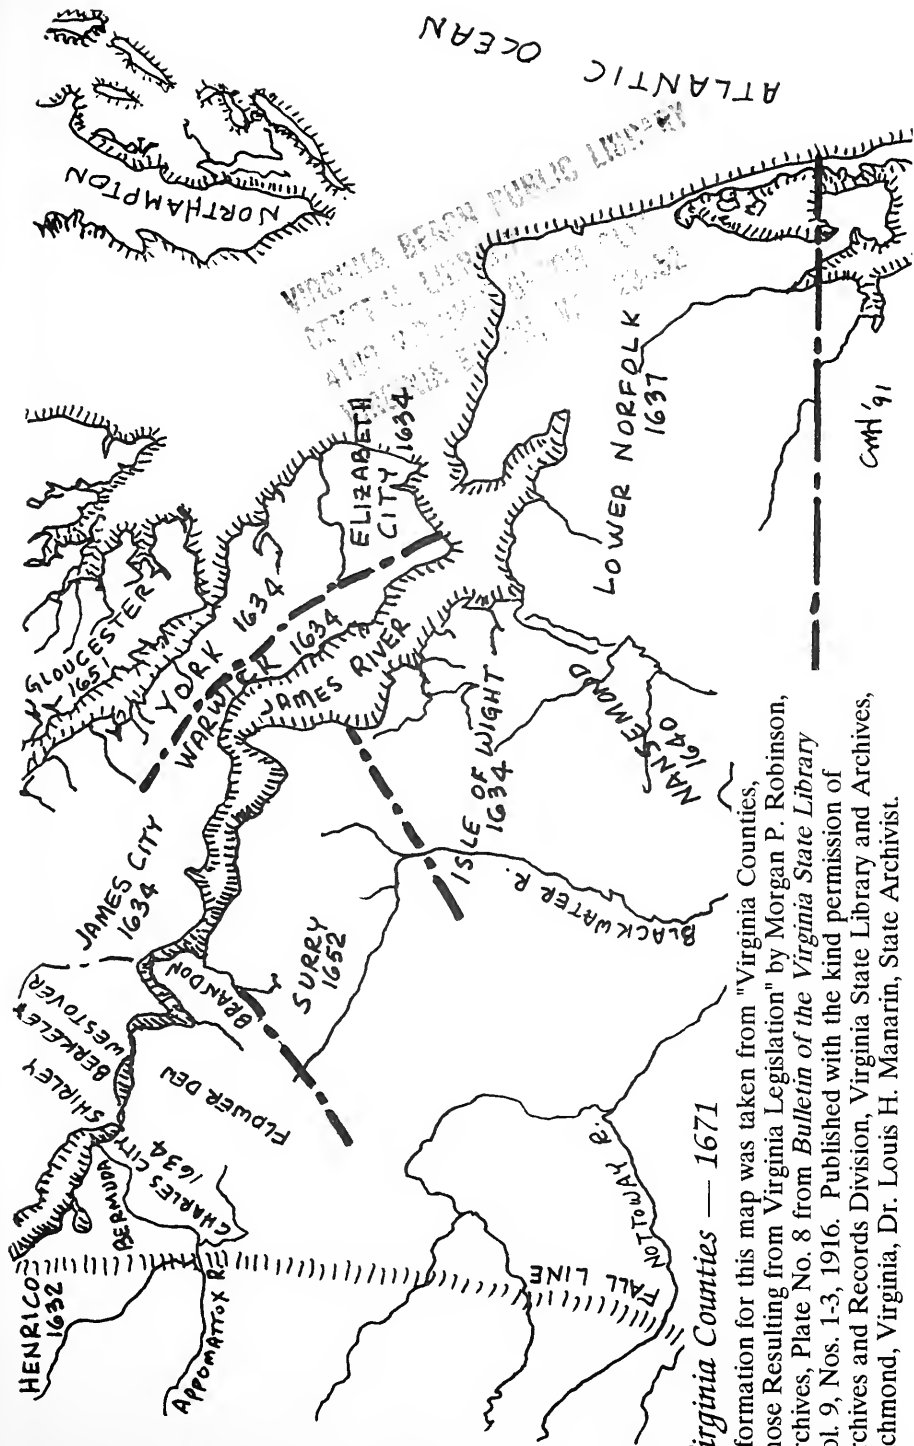 ATLANTIC OCEAN
NORTHAMPTON
VIRGINIA BEACH PUBLIC LIBRARY
GLOUCESTER
1651
YORK 1634
ELIZABETH
CITY 1634
WARWICK 1634
JAMES RIVER
LOWER NORFOLK
1637
NANSEMOND
1640
ISLE OF WIGHT
1634
BLACKWATER R.
JAMES CITY
1634
SURRY
1652
BRANDON
WESTOVER
BERKELEY
SHIRLEY
FLOWER DEW
CHARLES CITY
1634
BERMUDA
HENRICO
1632
APPOMATTOX R.
FALL LINE
NOTTOWAY R.
CMH '91
irginia Counties — 1671
formation for this map was taken from "Virginia Counties,
hose Resulting from Virginia Legislation" by Morgan P. Robinson,
rchives, Plate No. 8 from Bulletin of the Virginia State Library
ol. 9, Nos. 1-3, 1916. Published with the kind permission of
rchives and Records Division, Virginia State Library and Archives,
chmond, Virginia, Dr. Louis H. Manarin, State Archivist.